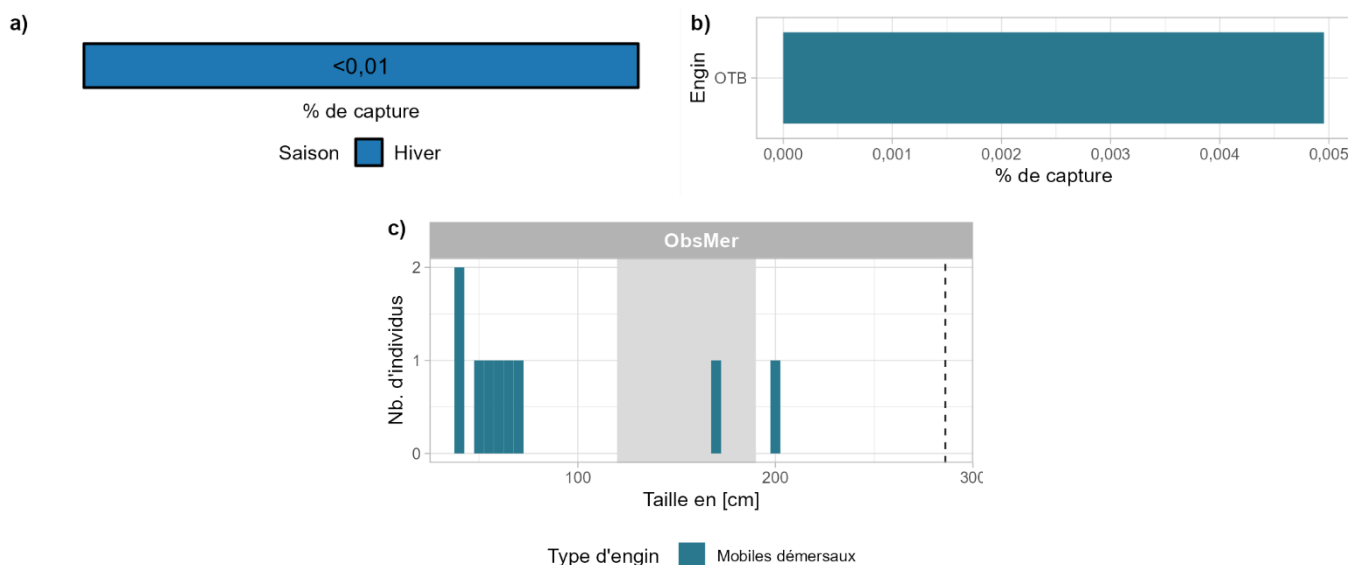 a)
<0,01
% de capture
Saison Hiver
b)
Engin
OTB
0,000 0,001 0,002 0,003 0,004 0,005
% de capture
c)
ObsMer
Nb. d'individus
2
1
0
100 200 300
Taille en [cm]
Type d'engin Mobiles démersaux